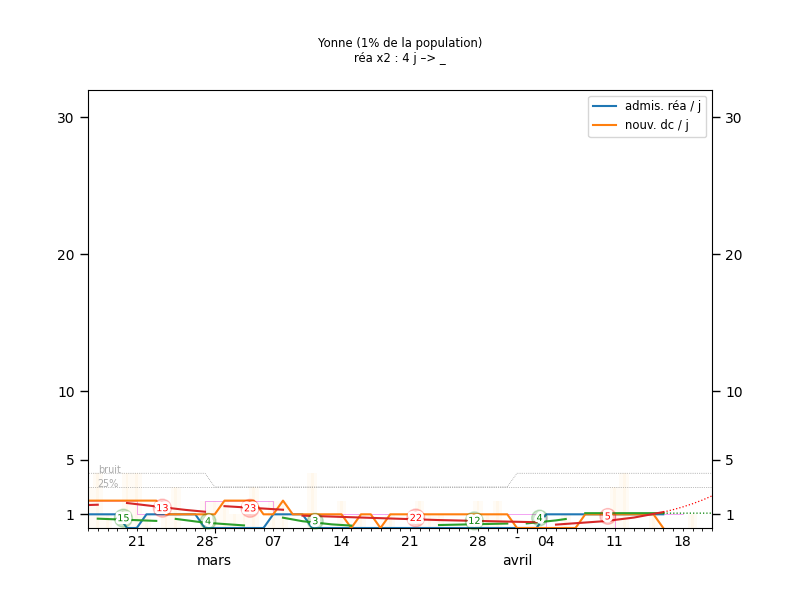 Yonne (1% de la population)
réa x2 : 4 j –> _
admis. réa / j
nouv. dc / j
30 30
20 20
10 10
5 5
1 1
bruit
25%
15 13 4 23 3 22 12 4 5
21 28 07 14 21 28 04 11 18
mars avril